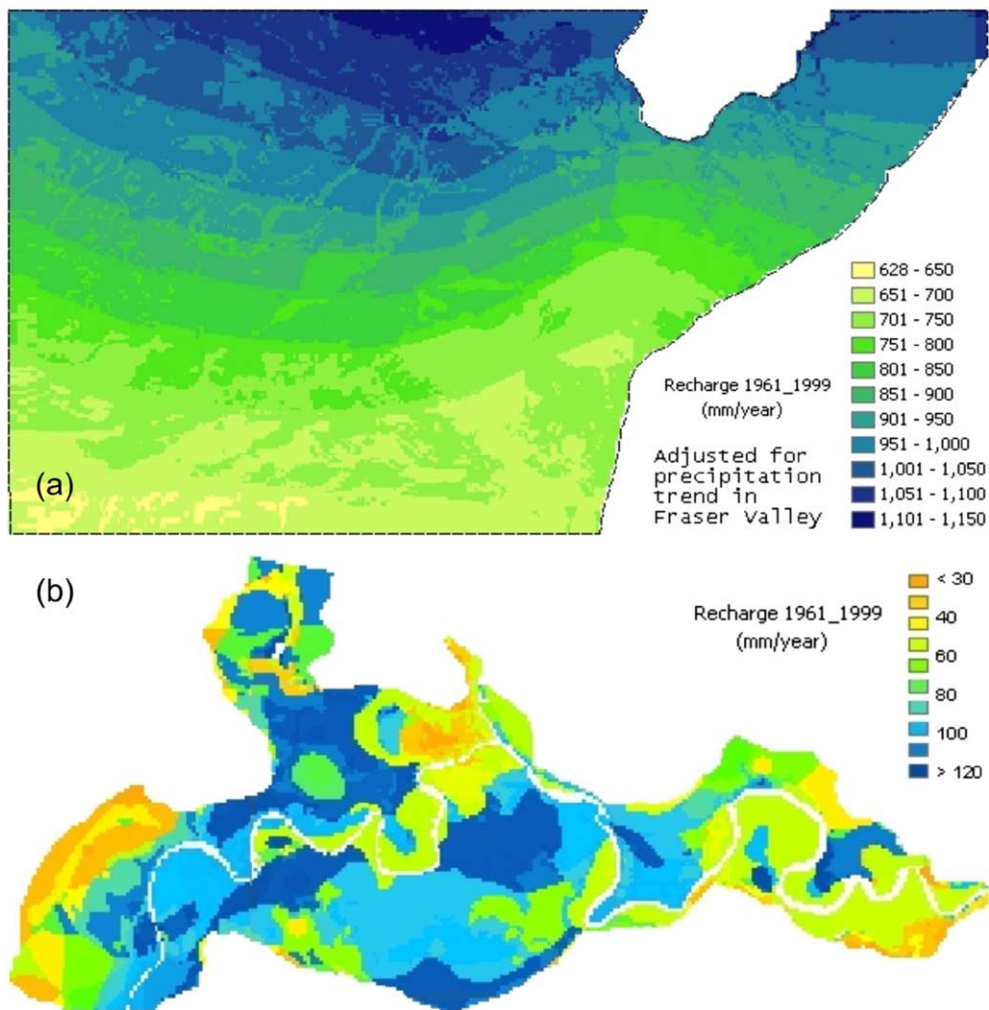 628 - 650
651 - 700
701 - 750
751 - 800
801 - 850
851 - 900
901 - 950
951 - 1,000
1,001 - 1,050
1,051 - 1,100
1,101 - 1,150
Recharge 1961_1999
(mm/year)
Adjusted for
precipitation
trend in
Fraser Valley
(a)
(b)
Recharge 1961_1999
(mm/year)
< 30
40
60
80
100
> 120